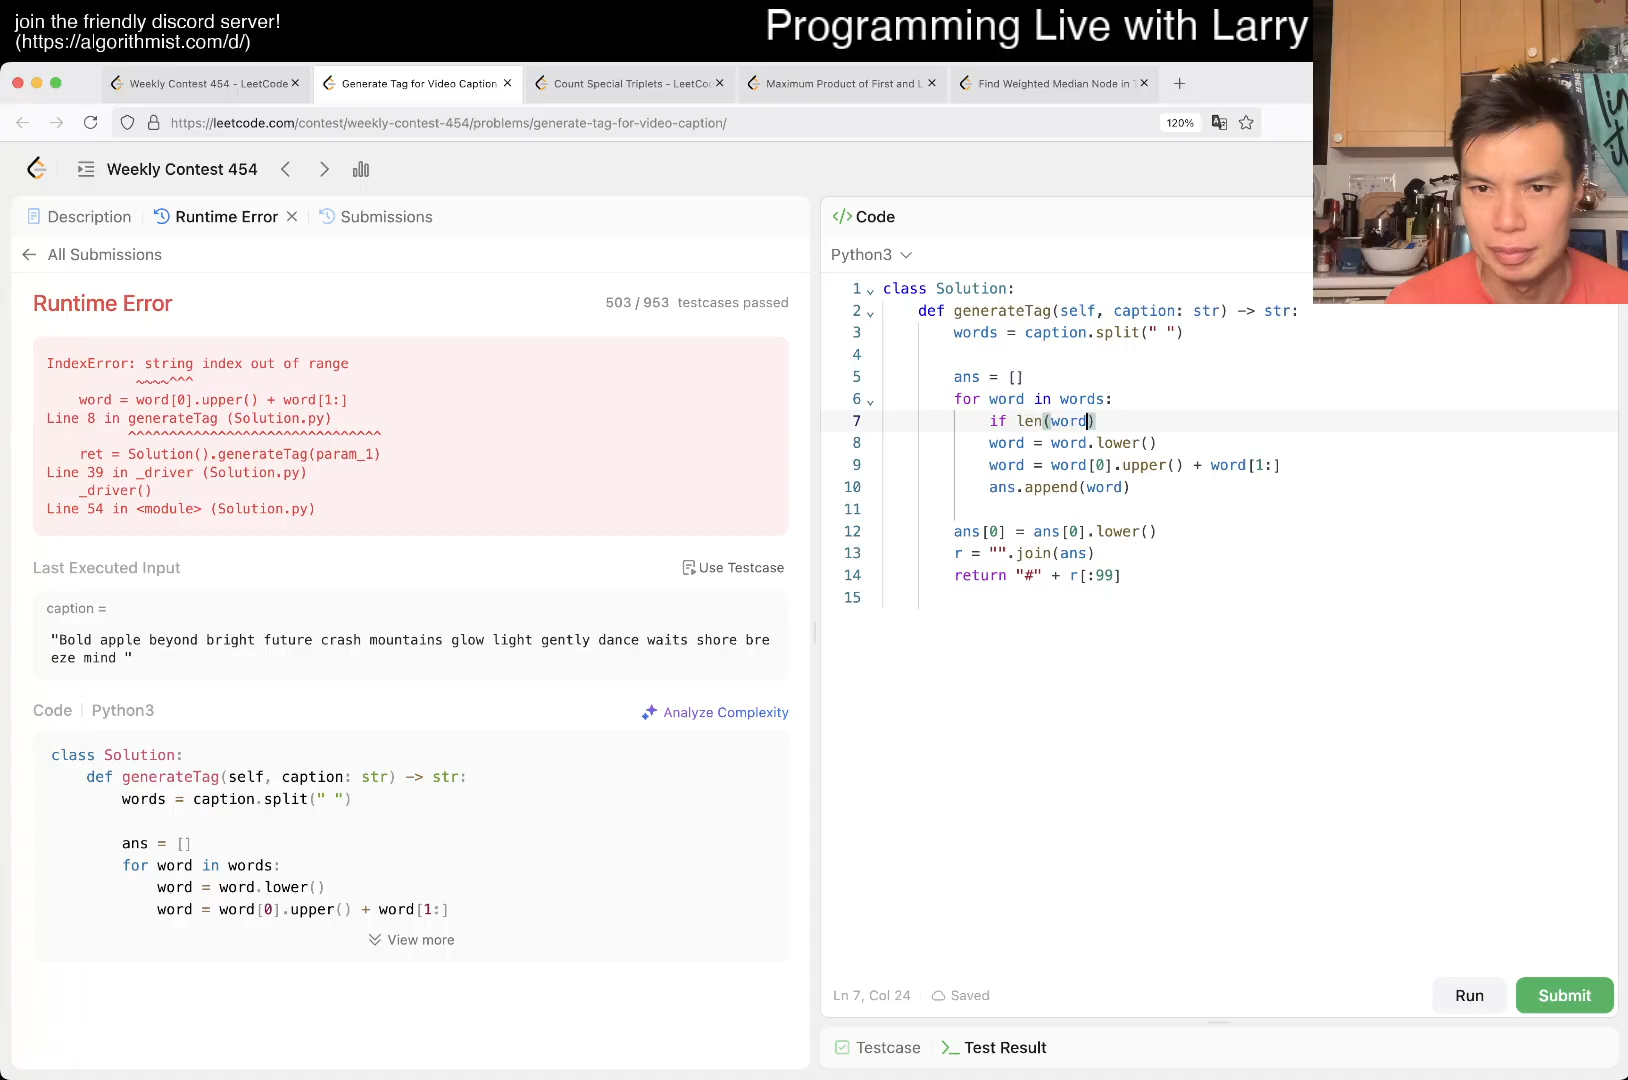 join the friendly discord server!
(https://algorithmist.com/d/)
Programming Live with Larry
Weekly Contest 454 - LeetCode
Generate Tag for Video Caption
Count Special Triplets - LeetCo
Maximum Product of First and L
Find Weighted Median Node in
https://leetcode.com/contest/weekly-contest-454/problems/generate-tag-for-video-caption/
120%
Weekly Contest 454
Description
Runtime Error
Submissions
All Submissions
Runtime Error
503 / 953 testcases passed
IndexError: string index out of range
~~~~^^^
word = word[0].upper() + word[1:]
Line 8 in generateTag (Solution.py)
^^^^^^^^^^^^^^^^^^^^^^^^^^^^^^^
ret = Solution().generateTag(param_1)
Line 39 in _driver (Solution.py)
_driver()
Line 54 in <module> (Solution.py)
Last Executed Input
Use Testcase
caption =
"Bold apple beyond bright future crash mountains glow light gently dance waits shore bre
eze mind "
Code | Python3
Analyze Complexity
class Solution:
def generateTag(self, caption: str) -> str:
words = caption.split(" ")
ans = []
for word in words:
word = word.lower()
word = word[0].upper() + word[1:]
View more
</> Code
Python3
1 class Solution:
2 def generateTag(self, caption: str) -> str:
3 words = caption.split(" ")
4
5 ans = []
6 for word in words:
7 if len(word)
8 word = word.lower()
9 word = word[0].upper() + word[1:]
10 ans.append(word)
11
12 ans[0] = ans[0].lower()
13 r = "".join(ans)
14 return "#" + r[:99]
15
Ln 7, Col 24
Saved
Run
Submit
Testcase
Test Result